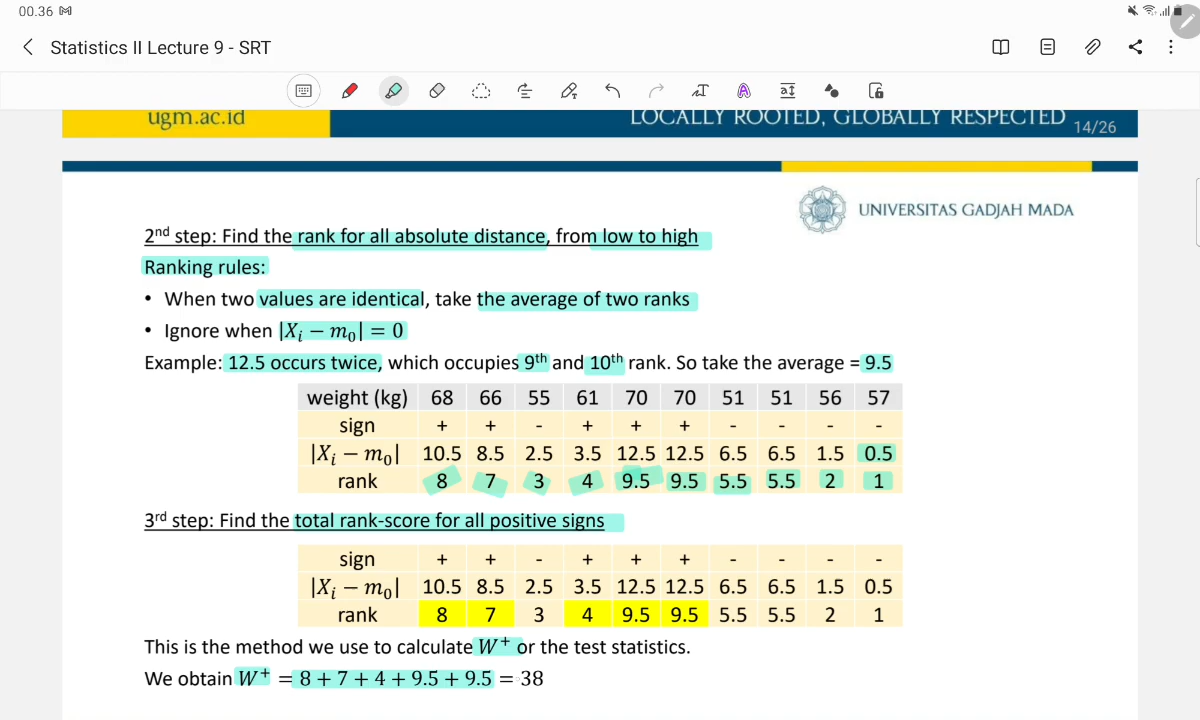 00.36
Statistics II Lecture 9 - SRT
ugm.ac.id
LOCALLY ROOTED, GLOBALLY RESPECTED
14/26
UNIVERSITAS GADJAH MADA
2nd step: Find the rank for all absolute distance, from low to high
Ranking rules:
• When two values are identical, take the average of two ranks
• Ignore when |Xᵢ − m₀| = 0
Example: 12.5 occurs twice, which occupies 9th and 10th rank. So take the average = 9.5
weight (kg) 68 66 55 61 70 70 51 51 56 57
sign + + - + + + - - - -
|Xᵢ − m₀| 10.5 8.5 2.5 3.5 12.5 12.5 6.5 6.5 1.5 0.5
rank 8 7 3 4 9.5 9.5 5.5 5.5 2 1
3rd step: Find the total rank-score for all positive signs
sign + + - + + + - - - -
|Xᵢ − m₀| 10.5 8.5 2.5 3.5 12.5 12.5 6.5 6.5 1.5 0.5
rank 8 7 3 4 9.5 9.5 5.5 5.5 2 1
This is the method we use to calculate W⁺ or the test statistics.
We obtain W⁺ = 8 + 7 + 4 + 9.5 + 9.5 = 38